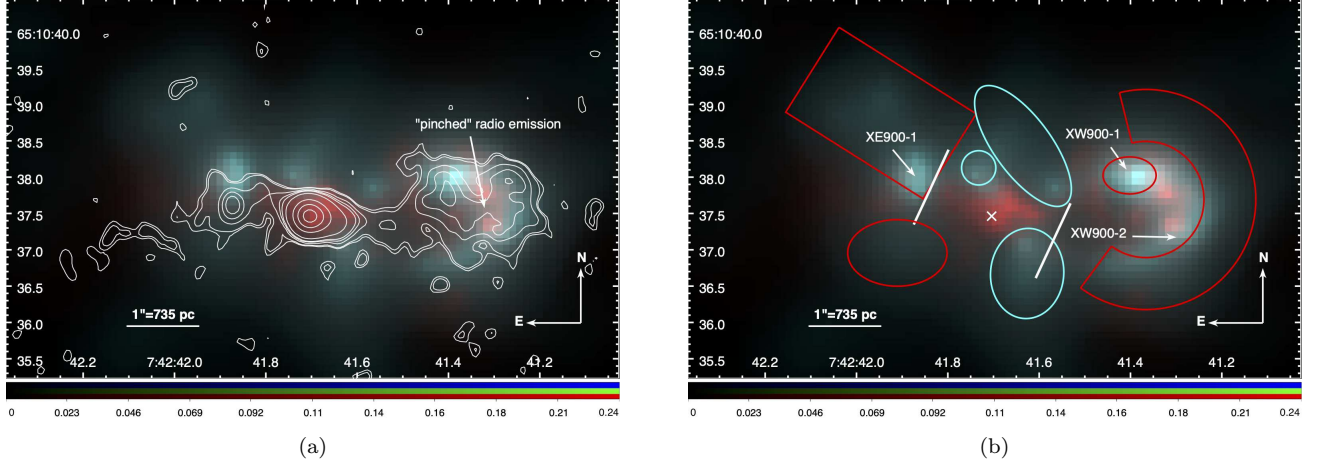 65:10:40.0
39.5
39.0
38.5
38.0
37.5
37.0
36.5
36.0
35.5
"pinched" radio emission
N
E
1"=735 pc
42.2 7:42:42.0 41.8 41.6 41.4 41.2
0 0.023 0.046 0.069 0.092 0.11 0.14 0.16 0.18 0.21 0.24
(a)
65:10:40.0
39.5
39.0
38.5
38.0
37.5
37.0
36.5
36.0
35.5
XE900-1
XW900-1
XW900-2
N
E
1"=735 pc
42.2 7:42:42.0 41.8 41.6 41.4 41.2
0 0.023 0.046 0.069 0.092 0.11 0.14 0.16 0.18 0.21 0.24
(b)